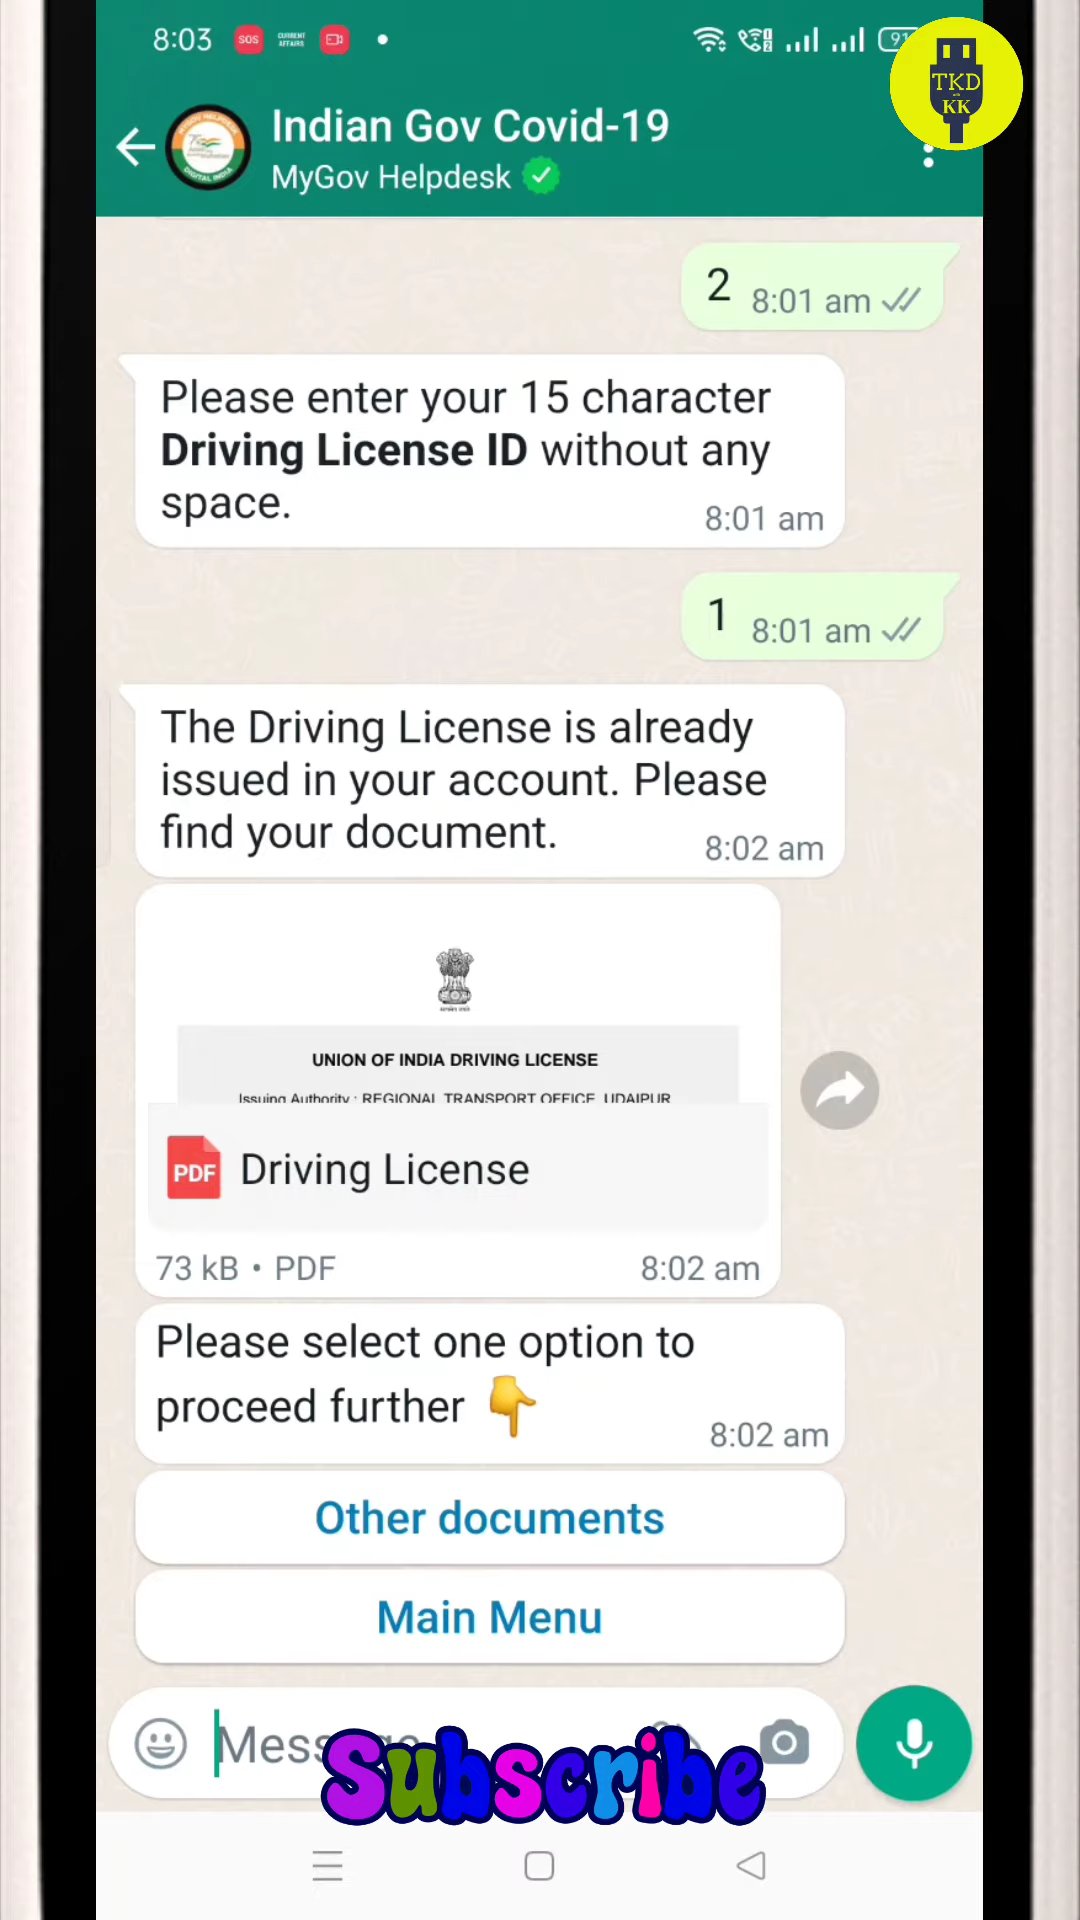 8:03
SOS
CURRENT
AFFAIRS
TKD
KK
Indian Gov Covid-19
MyGov Helpdesk
2 8:01 am
Please enter your 15 character
Driving License ID without any
space.
8:01 am
1 8:01 am
The Driving License is already
issued in your account. Please
find your document.
8:02 am
UNION OF INDIA DRIVING LICENSE
Issuing Authority : REGIONAL TRANSPORT OFFICE, UDAIPUR
PDF Driving License
73 kB • PDF 8:02 am
Please select one option to
proceed further 👇
8:02 am
Other documents
Main Menu
Subscribe